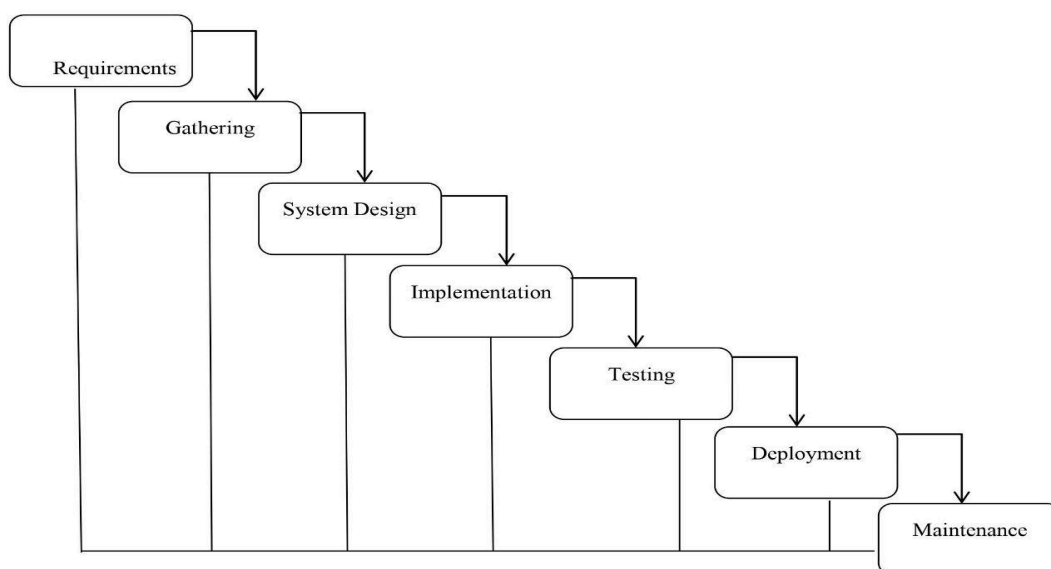 Requirements
Gathering
System Design
Implementation
Testing
Deployment
Maintenance